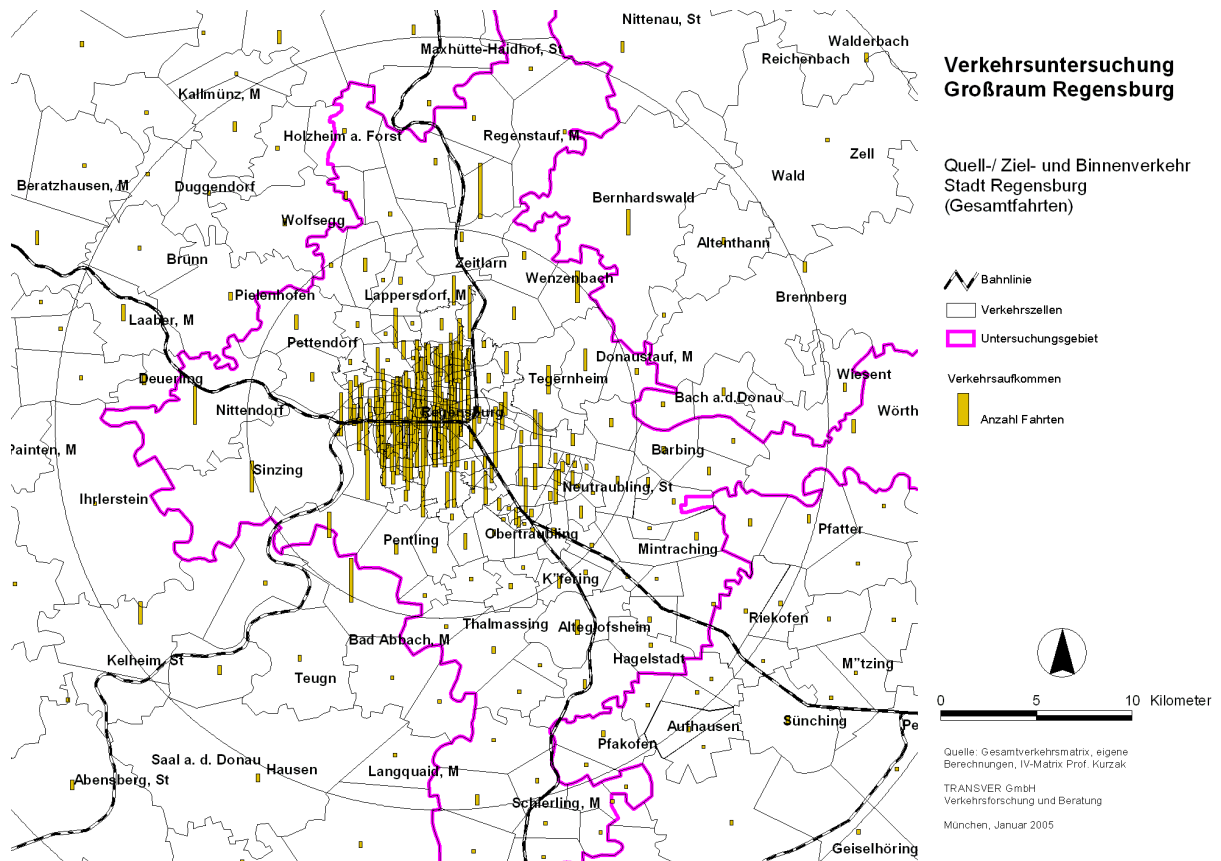 Nittenau, St
Walderbach
Maxhütte-Haidhof, St
Reichenbach
Kallmünz, M
Holzheim a. Forst
Regenstauf, M
Zell
Wald
Beratzhausen, M
Duggendorf
Bernhardswald
Wolfsegg
Altenthann
Brunn
Zeitlarn
Wenzenbach
Pielenhofen
Lappersdorf, M
Brennberg
Laaber, M
Pettendorf
Donaustauf, M
Deuerling
Tegernheim
Wiesent
Bach a.d.Donau
Nittendorf
Regensburg
Wörth
Painten, M
Barbing
Sinzing
Neutraubling, St
Ihrlerstein
Pfatter
Pentling
Obertraubling
Mintraching
K"fering
Riekofen
Thalmassing
Alteglofsheim
Bad Abbach, M
Kelheim, St
Hagelstadt
M"tzing
Teugn
Aufhausen
Sünching
Pe
Pfakofen
Saal a. d. Donau
Hausen
Langquaid, M
Abensberg, St
Schierling, M
Geiselhöring
Verkehrsuntersuchung
Großraum Regensburg
Quell-/ Ziel- und Binnenverkehr
Stadt Regensburg
(Gesamtfahrten)
Bahnlinie
Verkehrszellen
Untersuchungsgebiet
Verkehrsaufkommen
Anzahl Fahrten
0 5 10 Kilometer
Quelle: Gesamtverkehrsmatrix, eigene
Berechnungen, IV-Matrix Prof. Kurzak
TRANSVER GmbH
Verkehrsforschung und Beratung
München, Januar 2005